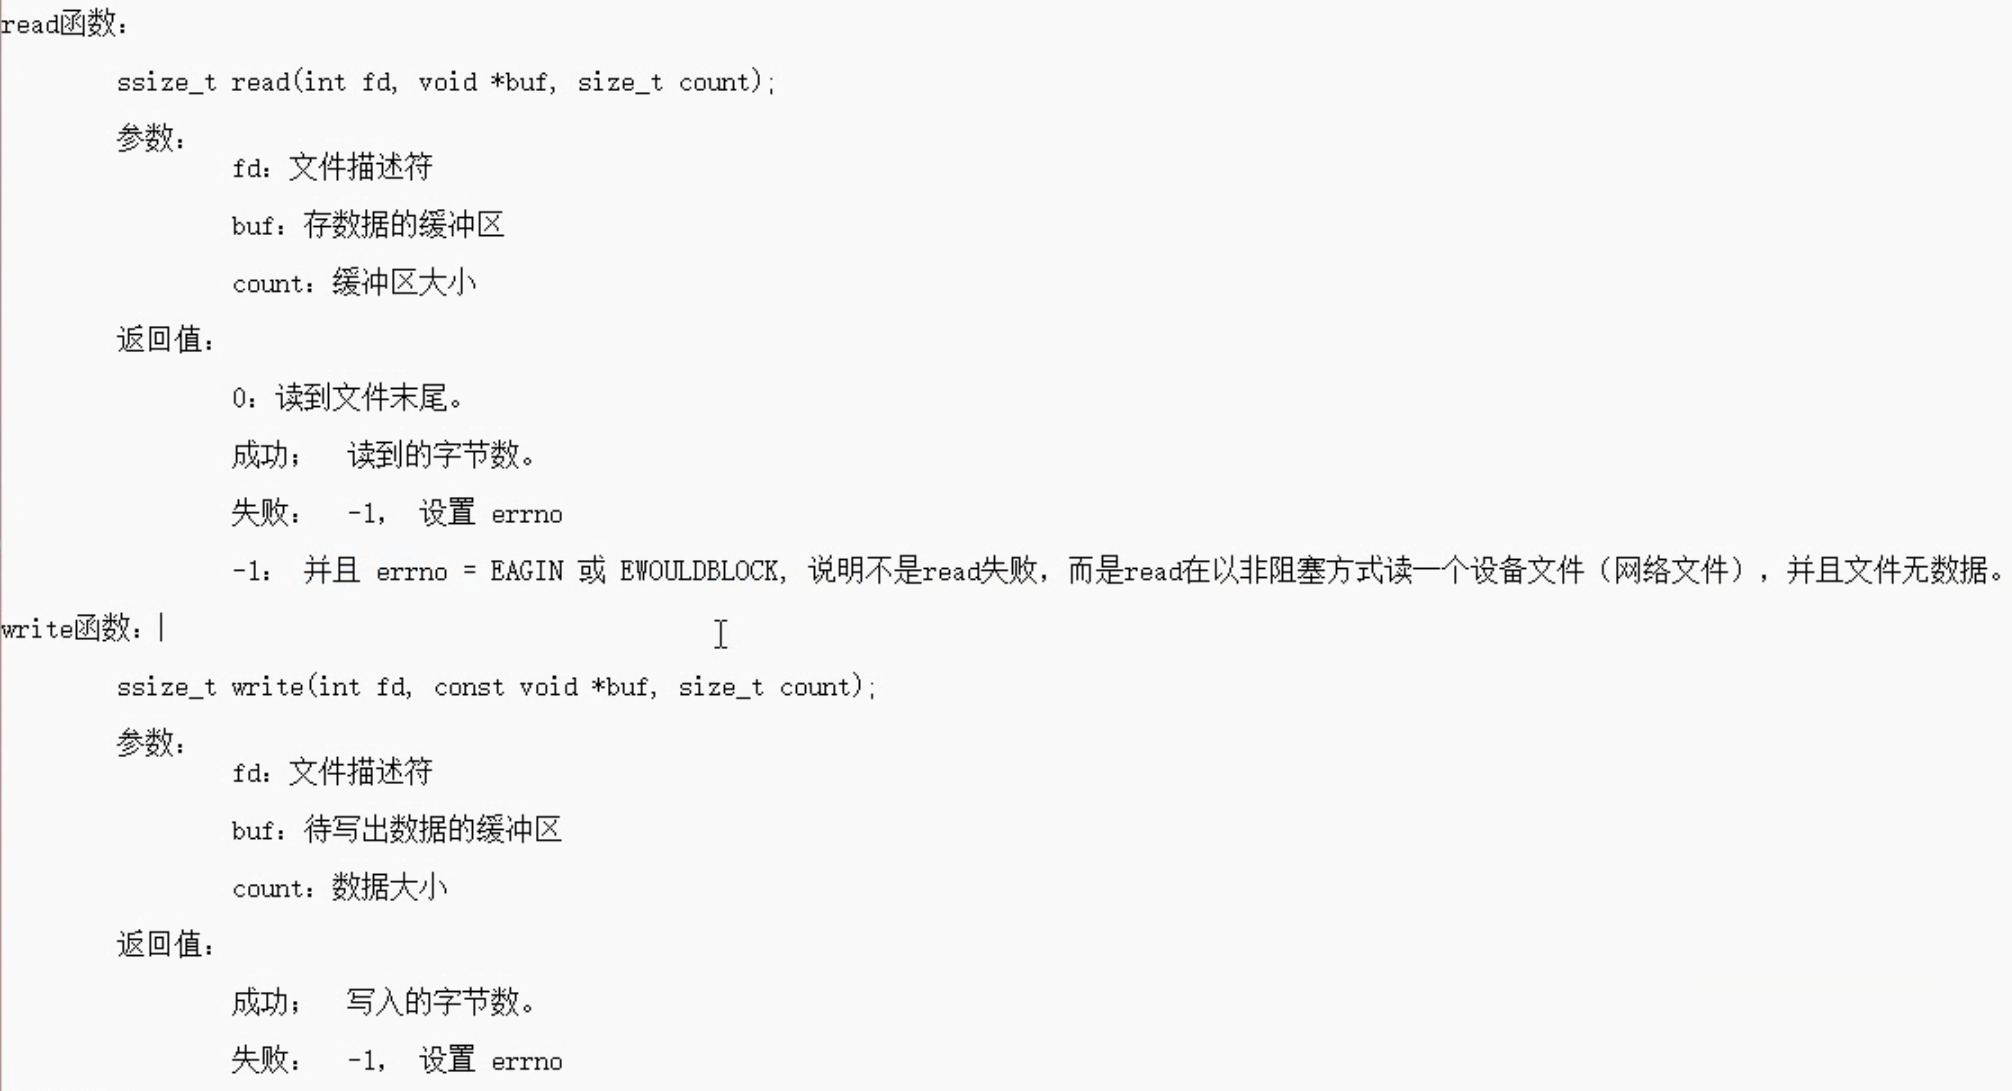 read函数：
ssize_t read(int fd, void *buf, size_t count);
参数：
fd：文件描述符
buf：存数据的缓冲区
count：缓冲区大小
返回值：
0：读到文件末尾。
成功； 读到的字节数。
失败： -1， 设置 errno
-1： 并且 errno = EAGIN 或 EWOULDBLOCK, 说明不是read失败，而是read在以非阻塞方式读一个设备文件（网络文件），并且文件无数据。
write函数：
ssize_t write(int fd, const void *buf, size_t count);
参数：
fd：文件描述符
buf：待写出数据的缓冲区
count：数据大小
返回值：
成功； 写入的字节数。
失败： -1， 设置 errno